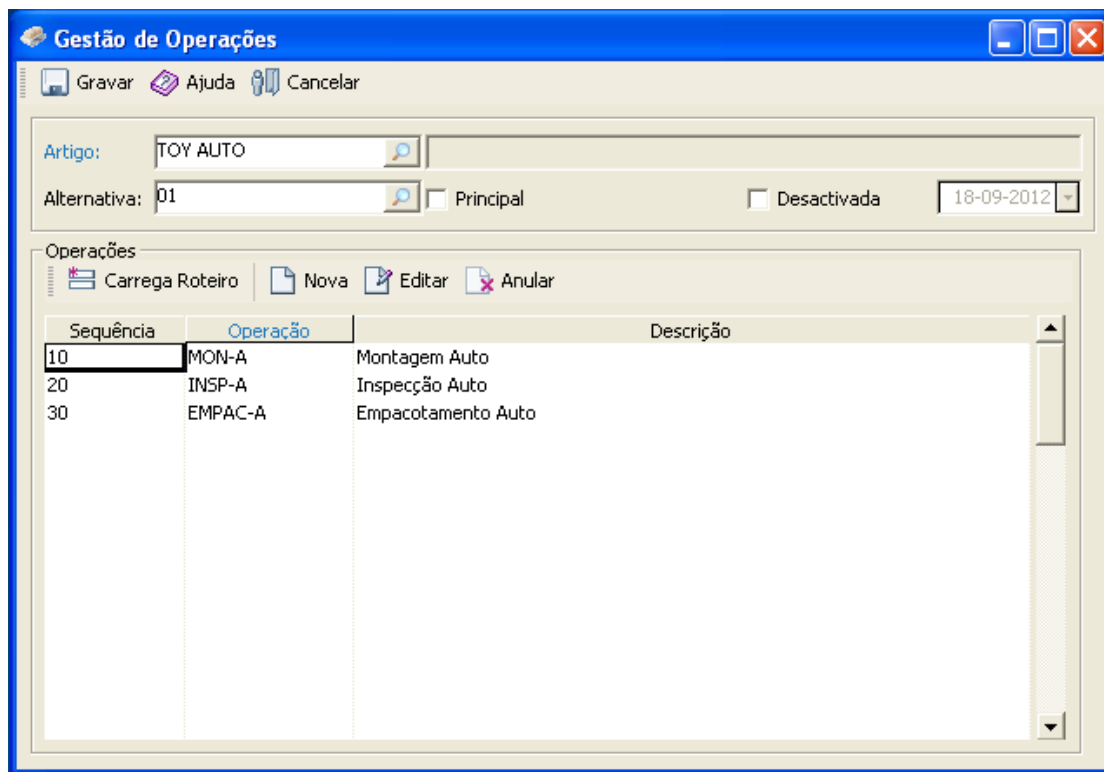 Gestão de Operações
Gravar Ajuda Cancelar
Artigo: TOY AUTO
Alternativa: 01 Principal Desactivada 18-09-2012
Operações
Carrega Roteiro Nova Editar Anular
Sequência Operação Descrição
10 MON-A Montagem Auto
20 INSP-A Inspecção Auto
30 EMPAC-A Empacotamento Auto